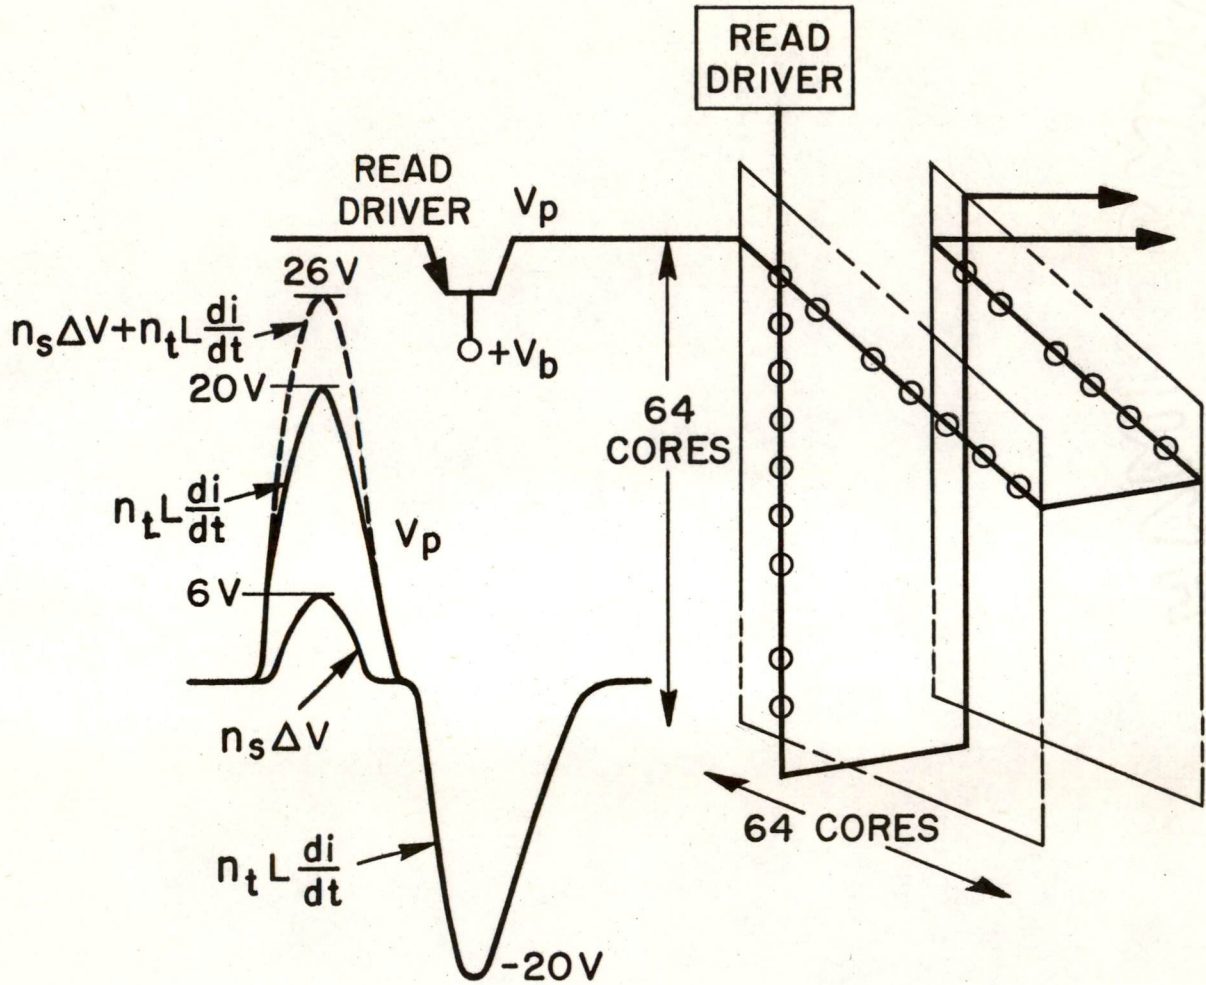 READ
DRIVER
READ
DRIVER
Vp
26 V
nsΔV+ntL di/dt
+Vb
20V
64
CORES
ntL di/dt
Vp
6V
nsΔV
64 CORES
ntL di/dt
-20V